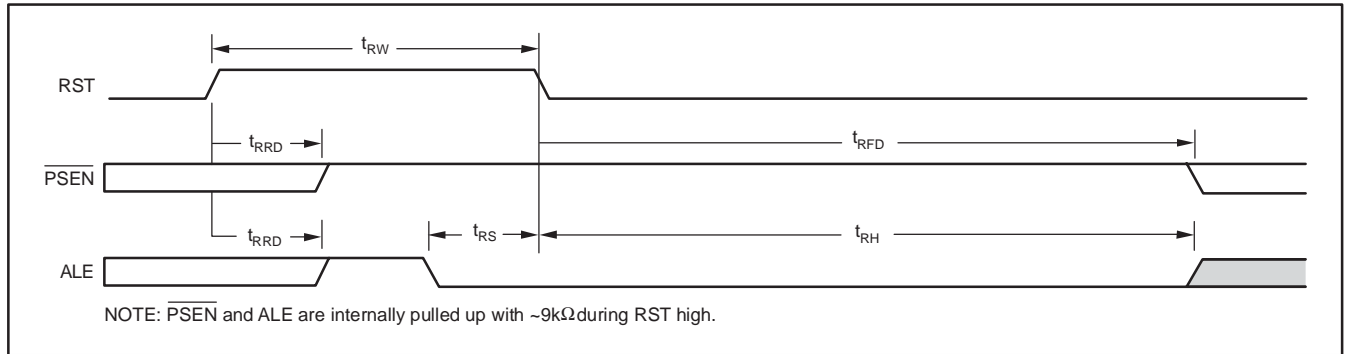 tRW
RST
tRRD
tRFD
PSEN
tRRD
tRS
tRH
ALE
NOTE: PSEN and ALE are internally pulled up with ~9kΩ during RST high.